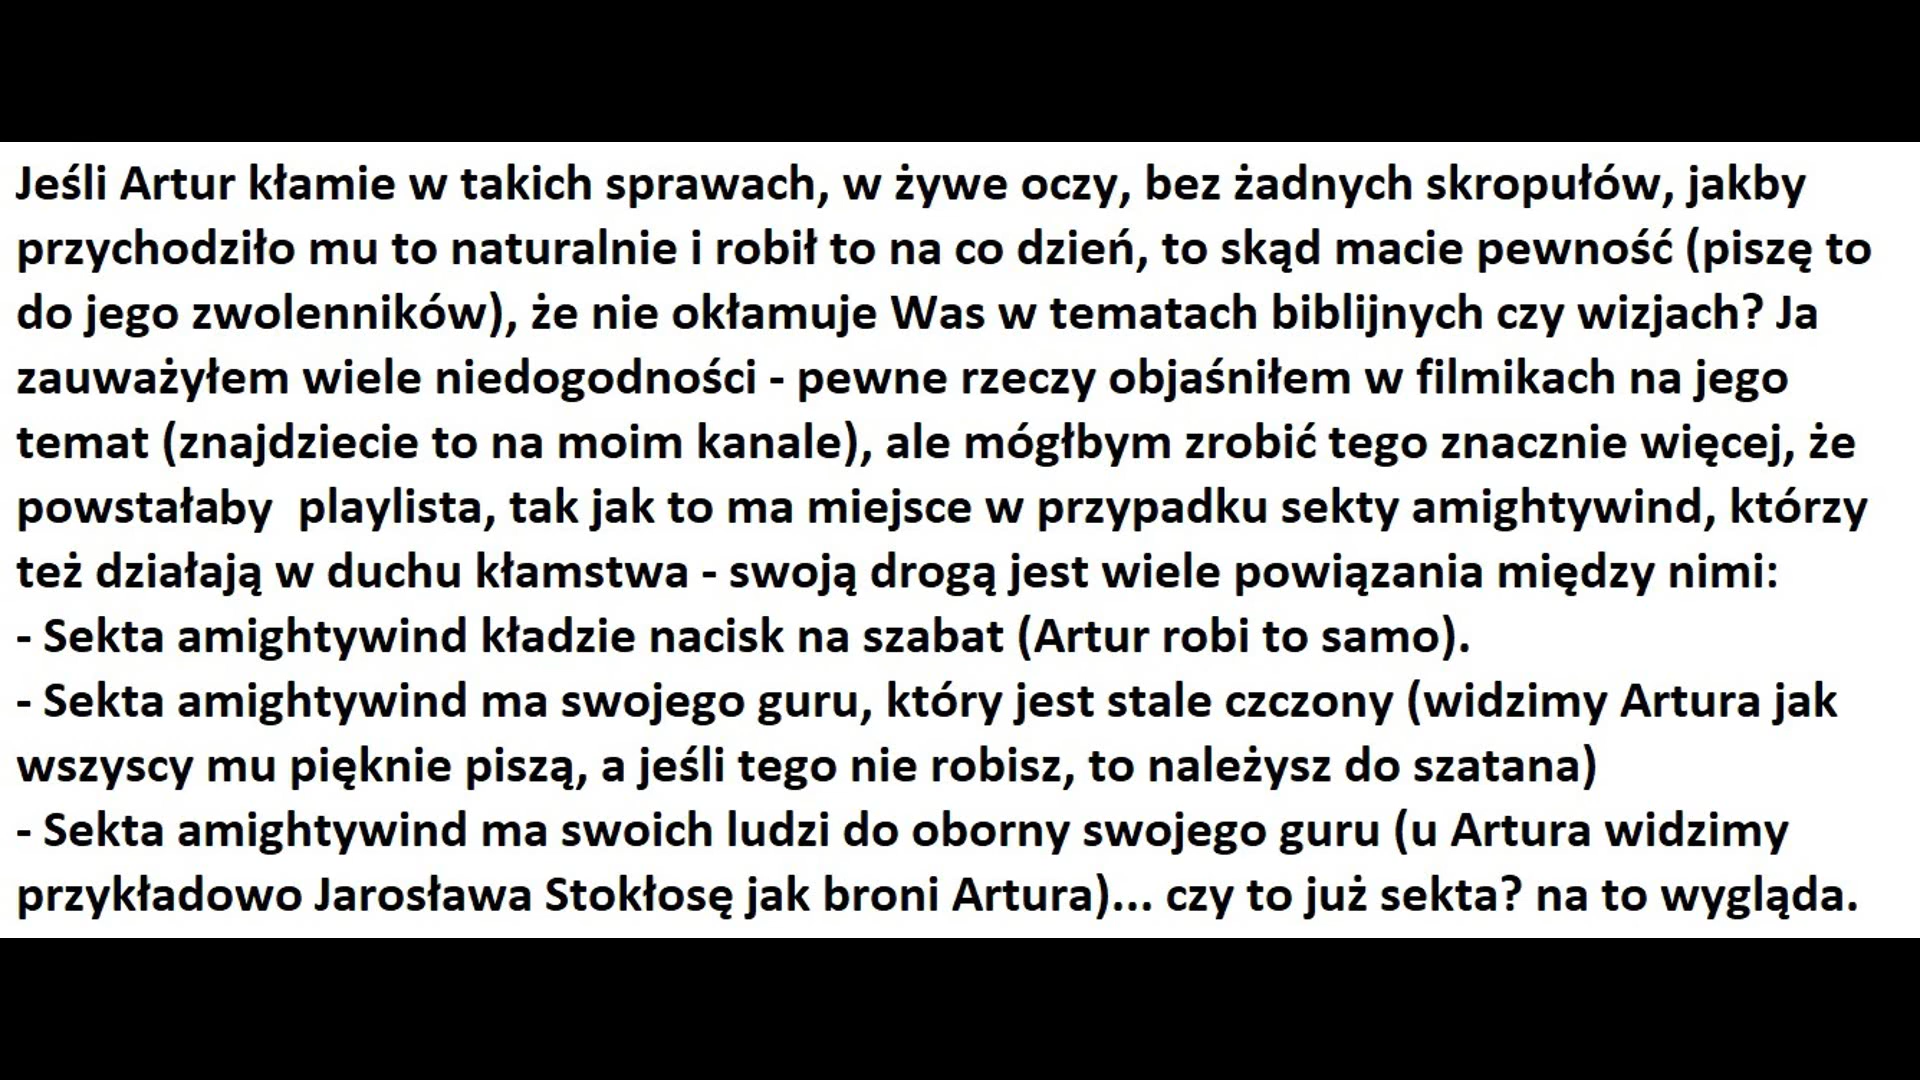 Jeśli Artur kłamie w takich sprawach, w żywe oczy, bez żadnych skropułów, jakby
przychodziło mu to naturalnie i robił to na co dzień, to skąd macie pewność (piszę to
do jego zwolenników), że nie okłamuje Was w tematach biblijnych czy wizjach? Ja
zauważyłem wiele niedogodności - pewne rzeczy objaśniłem w filmikach na jego
temat (znajdziecie to na moim kanale), ale mógłbym zrobić tego znacznie więcej, że
powstałaby  playlista, tak jak to ma miejsce w przypadku sekty amightywind, którzy
też działają w duchu kłamstwa - swoją drogą jest wiele powiązania między nimi:
- Sekta amightywind kładzie nacisk na szabat (Artur robi to samo).
- Sekta amightywind ma swojego guru, który jest stale czczony (widzimy Artura jak
wszyscy mu pięknie piszą, a jeśli tego nie robisz, to należysz do szatana)
- Sekta amightywind ma swoich ludzi do oborny swojego guru (u Artura widzimy
przykładowo Jarosława Stokłosę jak broni Artura)... czy to już sekta? na to wygląda.